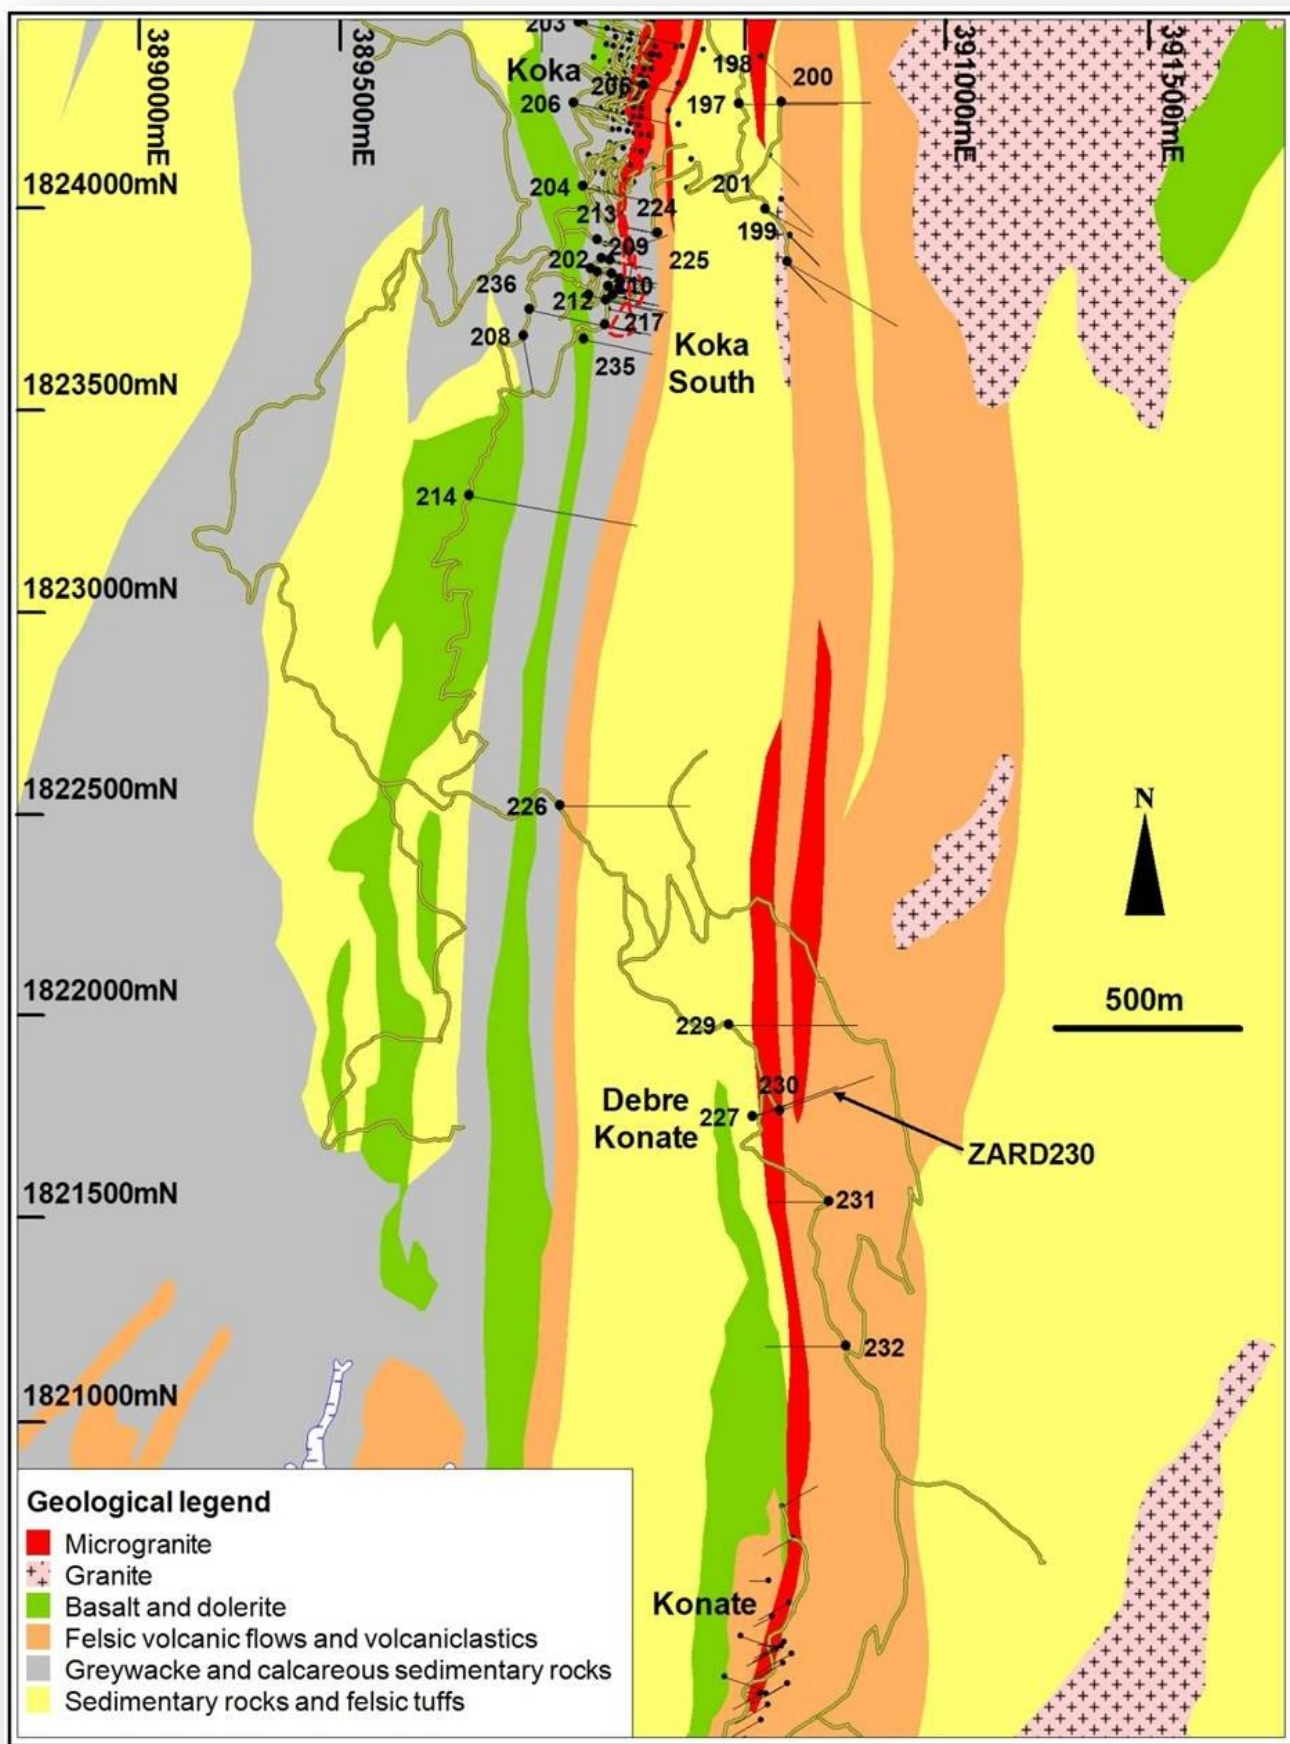 203
389000mE
389500mE
391000mE
391500mE
198
200
Koka
205
206
197
1824000mN
204
201
213
224
199
209
202
225
236
210
212
217
208
Koka
South
235
1823500mN
214
1823000mN
1822500mN
226
N
1822000mN
500m
229
230
Debre
Konate
227
ZARD230
1821500mN
231
232
1821000mN
Geological legend
Microgranite
Granite
Basalt and dolerite
Konate
Felsic volcanic flows and volcaniclastics
Greywacke and calcareous sedimentary rocks
Sedimentary rocks and felsic tuffs